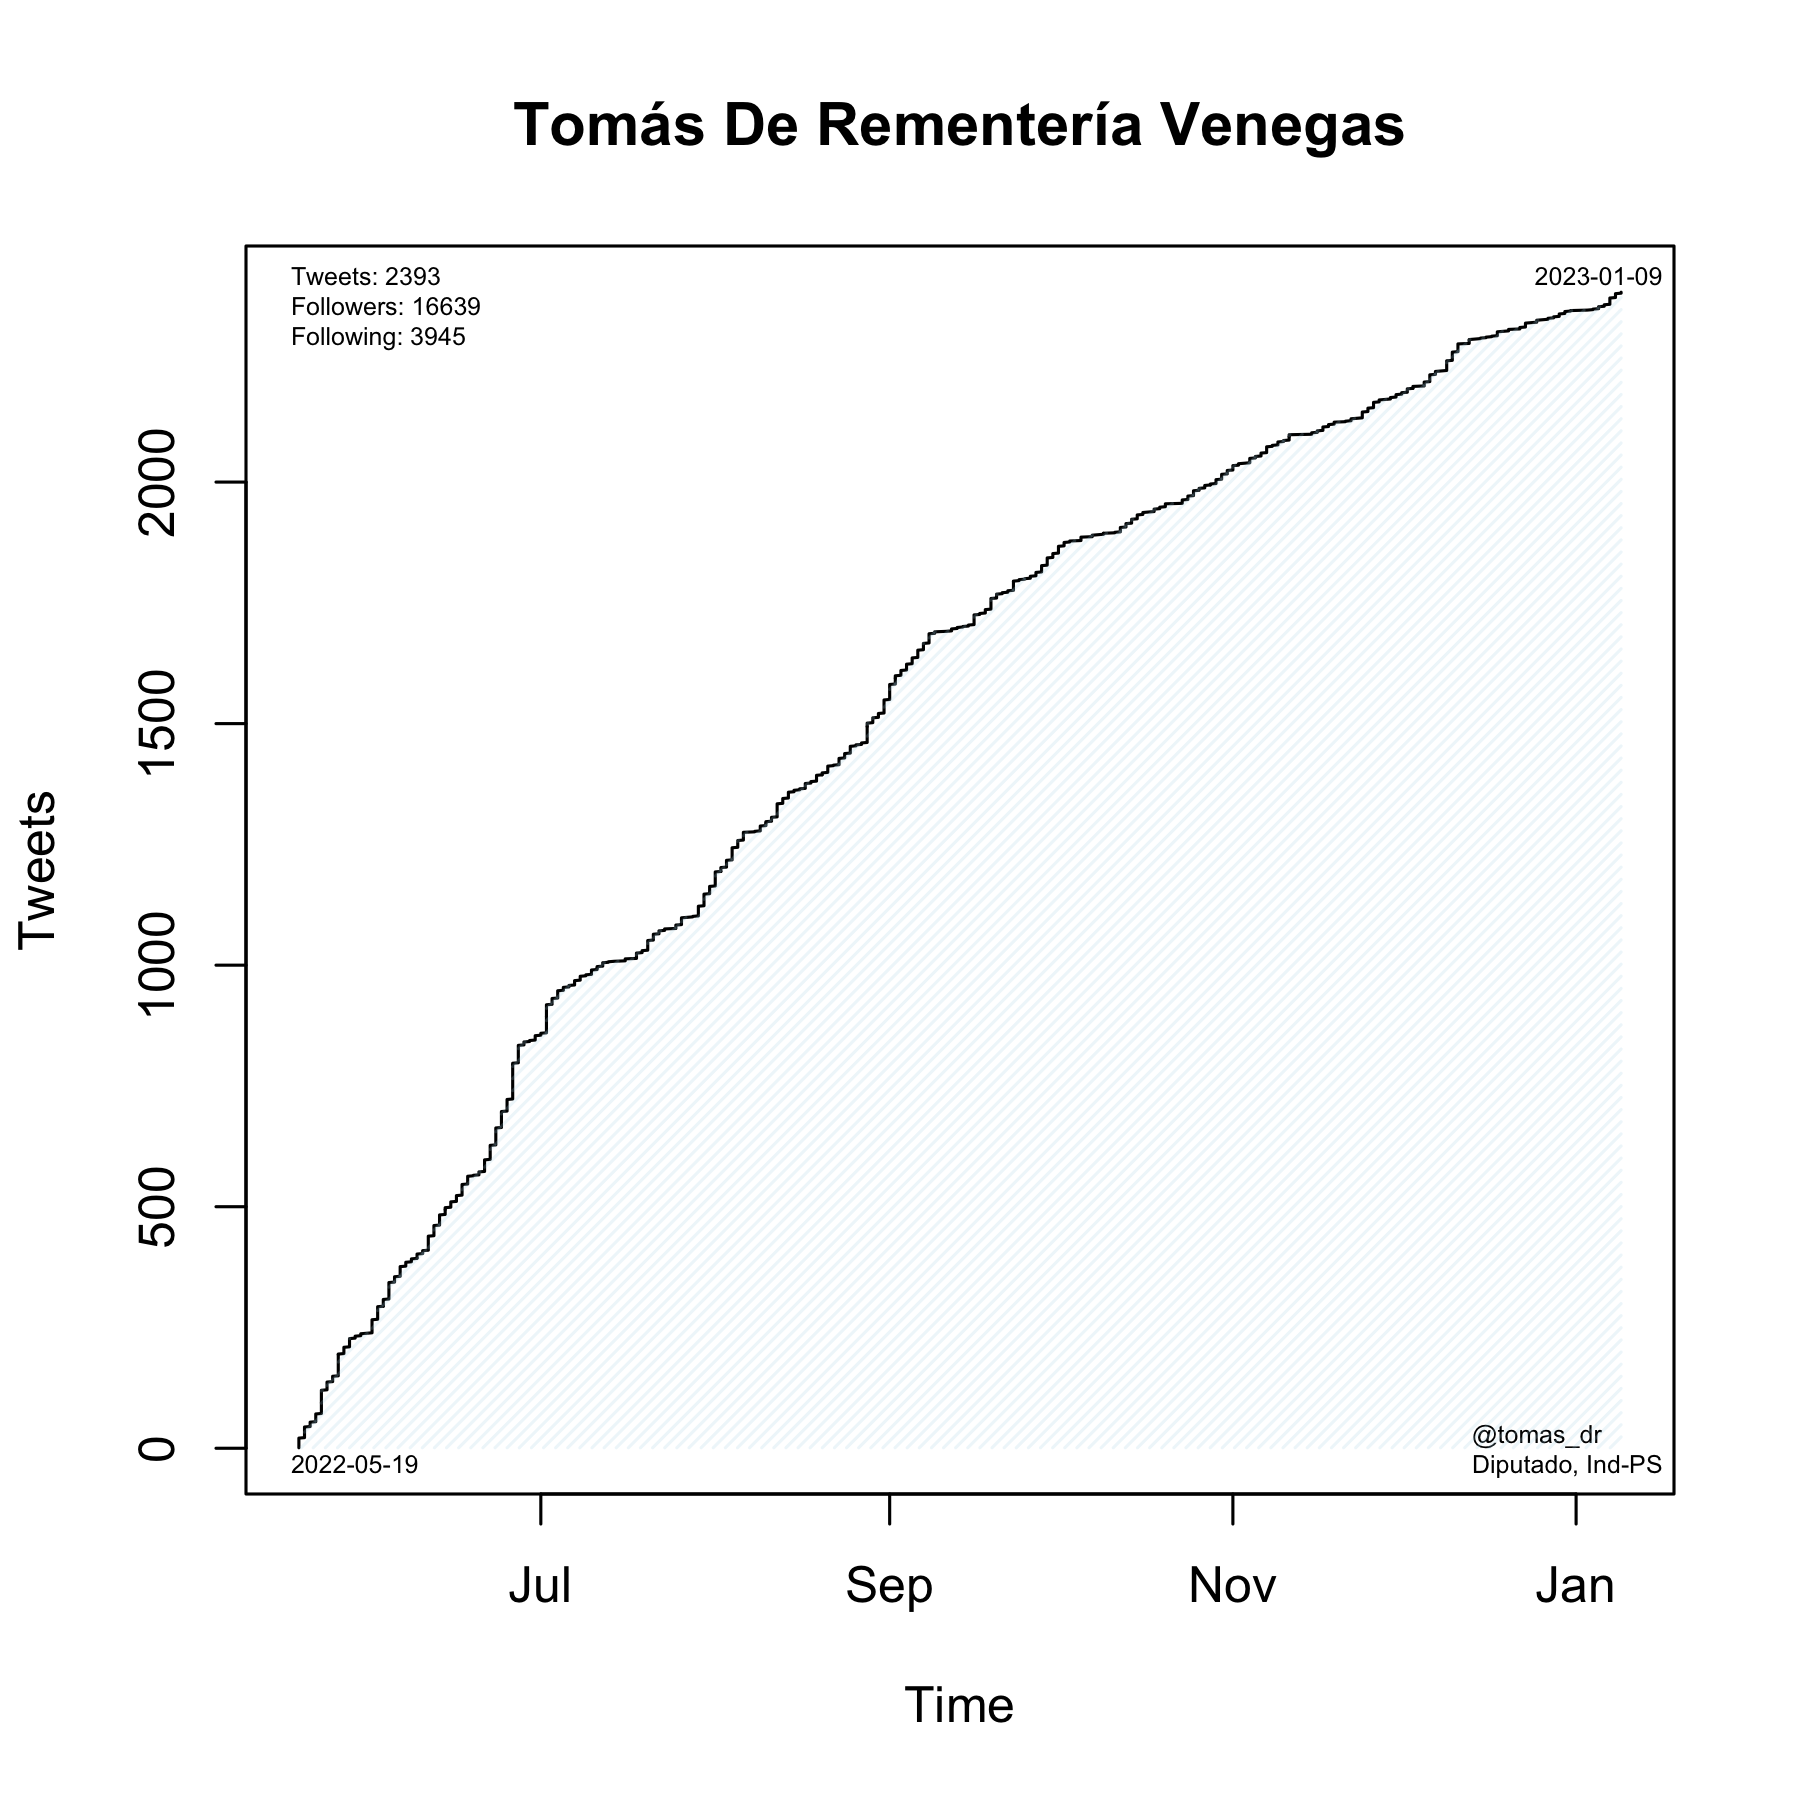 Tomás De Rementería Venegas
Tweets: 2393
Followers: 16639
Following: 3945
2023-01-09
Tweets
2000
1500
1000
500
0
2022-05-19
@tomas_dr
Diputado, Ind-PS
Jul
Sep
Nov
Jan
Time